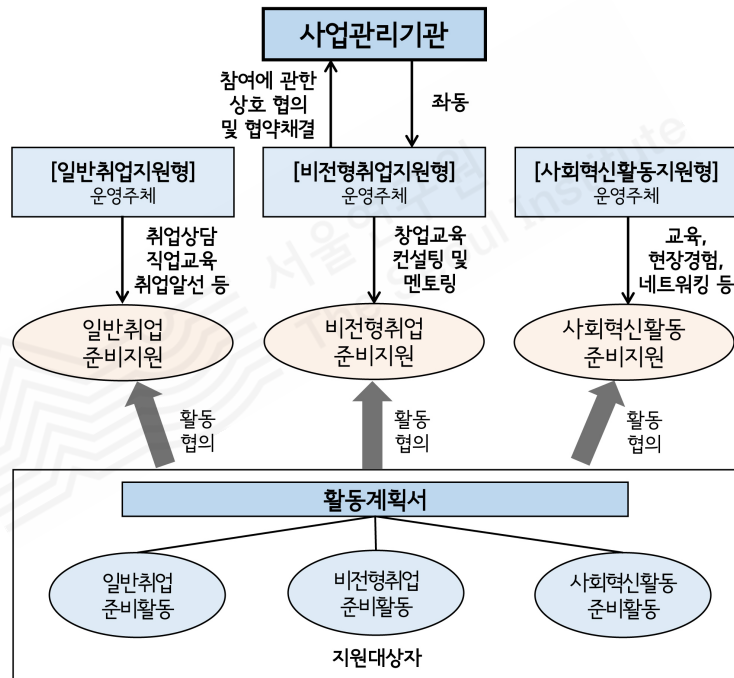 사업관리기관
참여에 관한
상호 협의
및 협약채결
좌동
[일반취업지원형]
운영주체
[비전형취업지원형]
운영주체
[사회혁신활동지원형]
운영주체
취업상담
직업교육
취업알선 등
창업교육
컨설팅 및
멘토링
교육,
현장경험,
네트워킹 등
일반취업
준비지원
비전형취업
준비지원
사회혁신활동
준비지원
활동
협의
활동
협의
활동
협의
활동계획서
일반취업
준비활동
비전형취업
준비활동
사회혁신활동
준비활동
지원대상자
서울연구원
The Seoul Institute